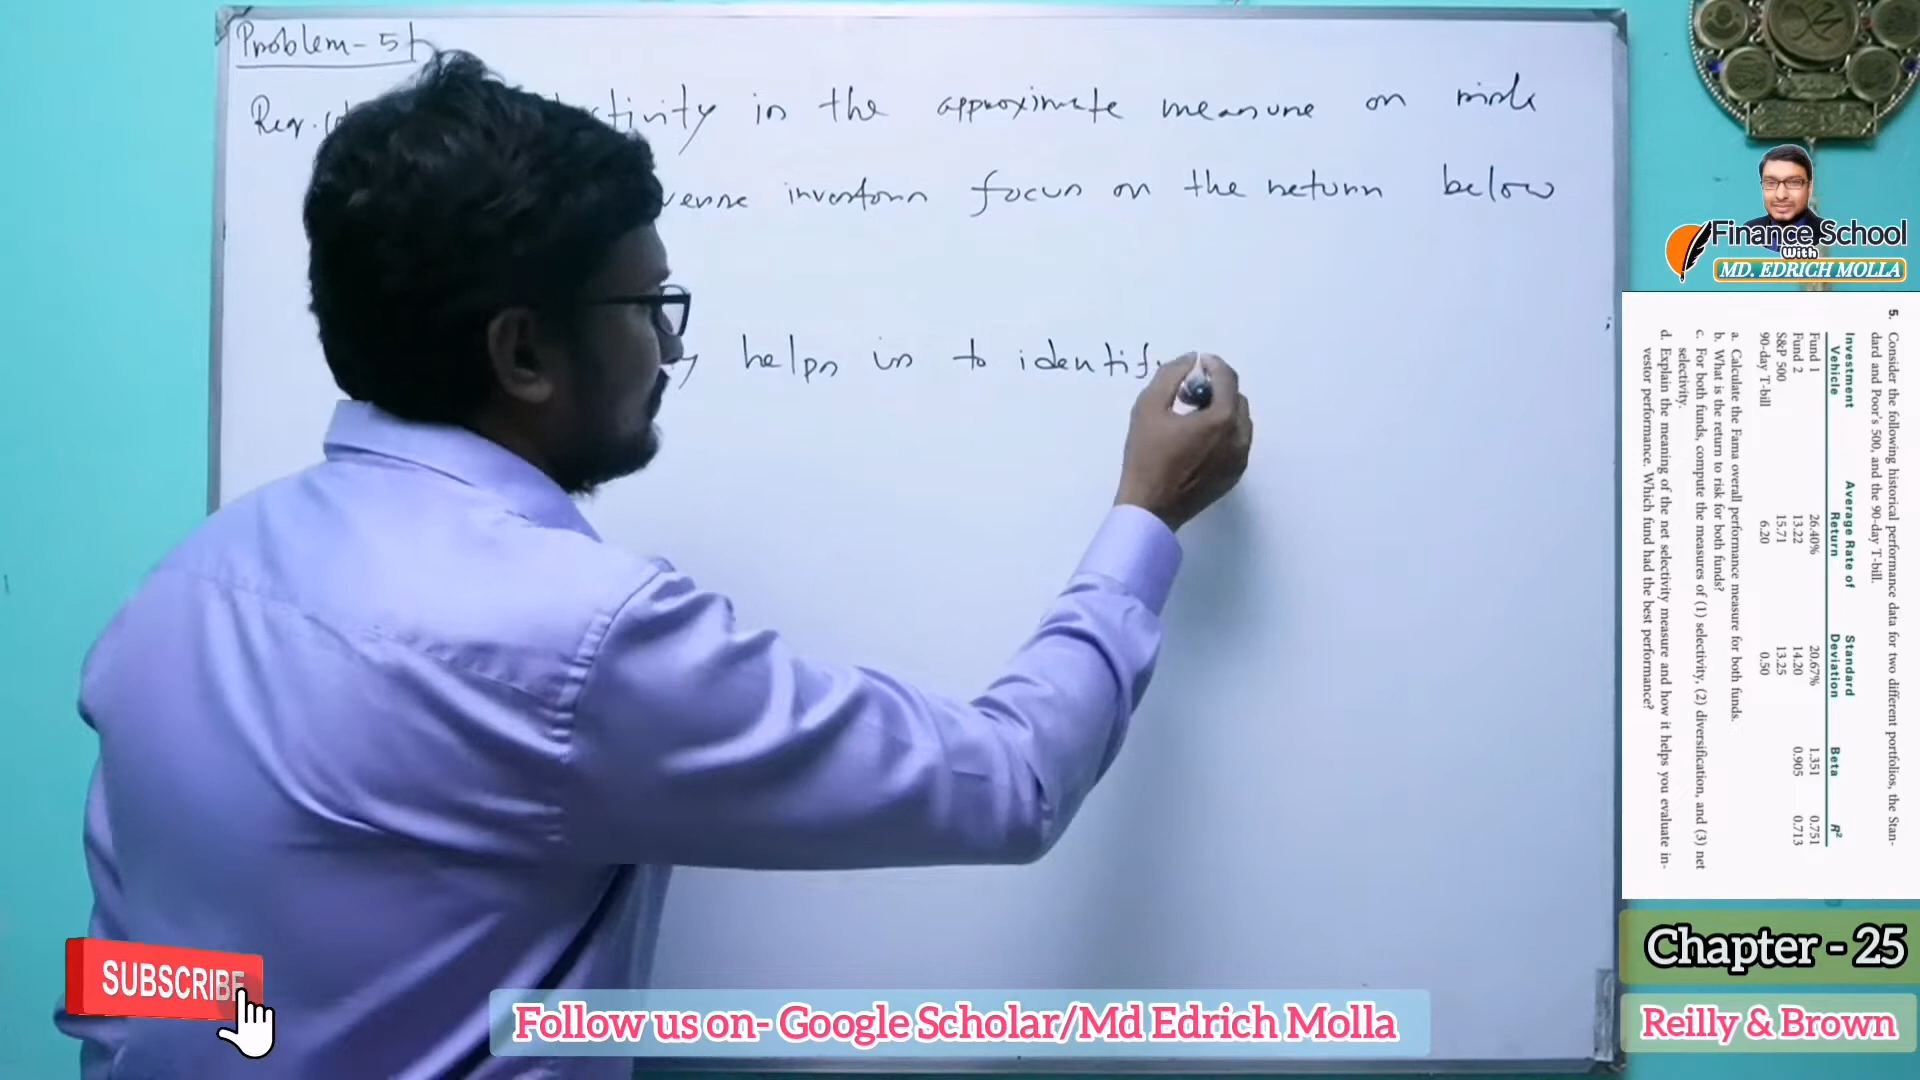 Problem-5
Req.
in the approximate measure on risk
investors focus on the return below
helps in to identify
Finance School
With
MD. EDRICH MOLLA
5. Consider the following historical performance data for two different portfolios, the Stan-
dard and Poor's 500, and the 90-day T-bill.
Investment Vehicle Average Rate of Return Standard Deviation Beta R²
Fund 1 26.40% 20.67% 1.351 0.751
Fund 2 13.22 14.20 0.905 0.713
S&P 500 15.71 13.25
90-day T-bill 6.20 0.50
a. Calculate the Fama overall performance measure for both funds.
b. What is the return to risk for both funds?
c. For both funds, compute the measures of (1) selectivity, (2) diversification, and (3) net
selectivity.
d. Explain the meaning of the net selectivity measure and how it helps you evaluate in-
vestor performance. Which fund had the best performance?
Chapter - 25
Reilly & Brown
SUBSCRIBE
Follow us on- Google Scholar/Md Edrich Molla